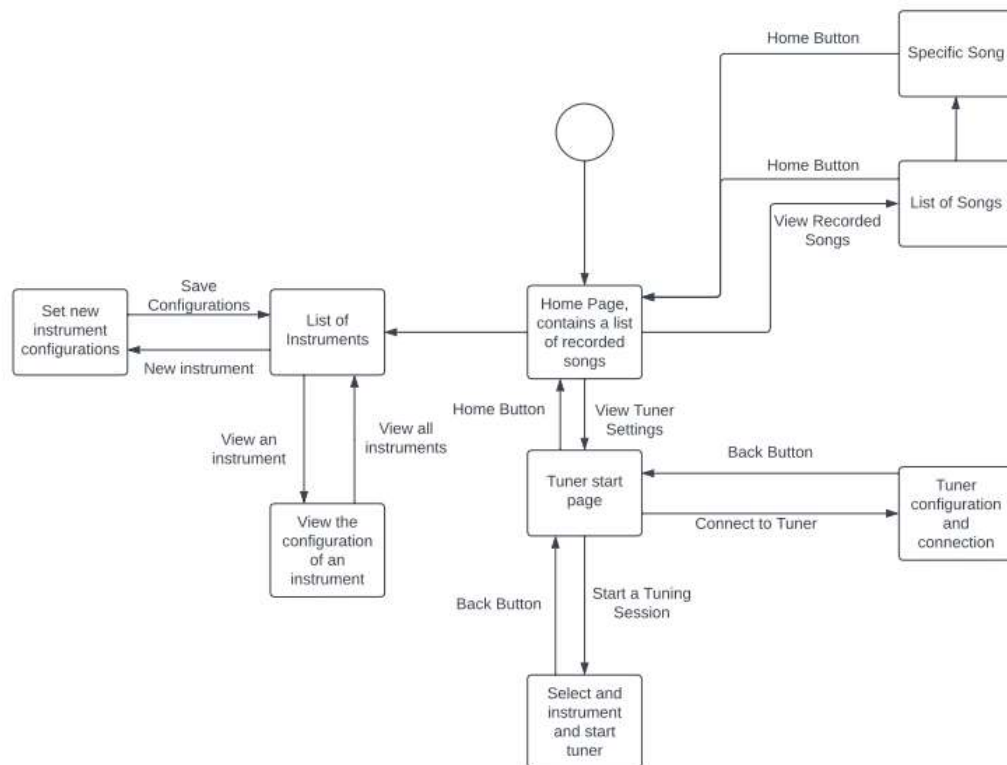 Home Button
Specific Song
Home Button
List of Songs
View Recorded
Songs
Save
Configurations
Set new
instrument
configurations
List of
Instruments
Home Page,
contains a list
of recorded
songs
New instrument
Home Button
View Tuner
Settings
View an
instrument
View all
instruments
Back Button
Tuner start
page
Tuner
configuration
and
connection
Connect to Tuner
View the
configuration
of an
instrument
Back Button
Start a Tuning
Session
Select and
instrument
and start
tuner